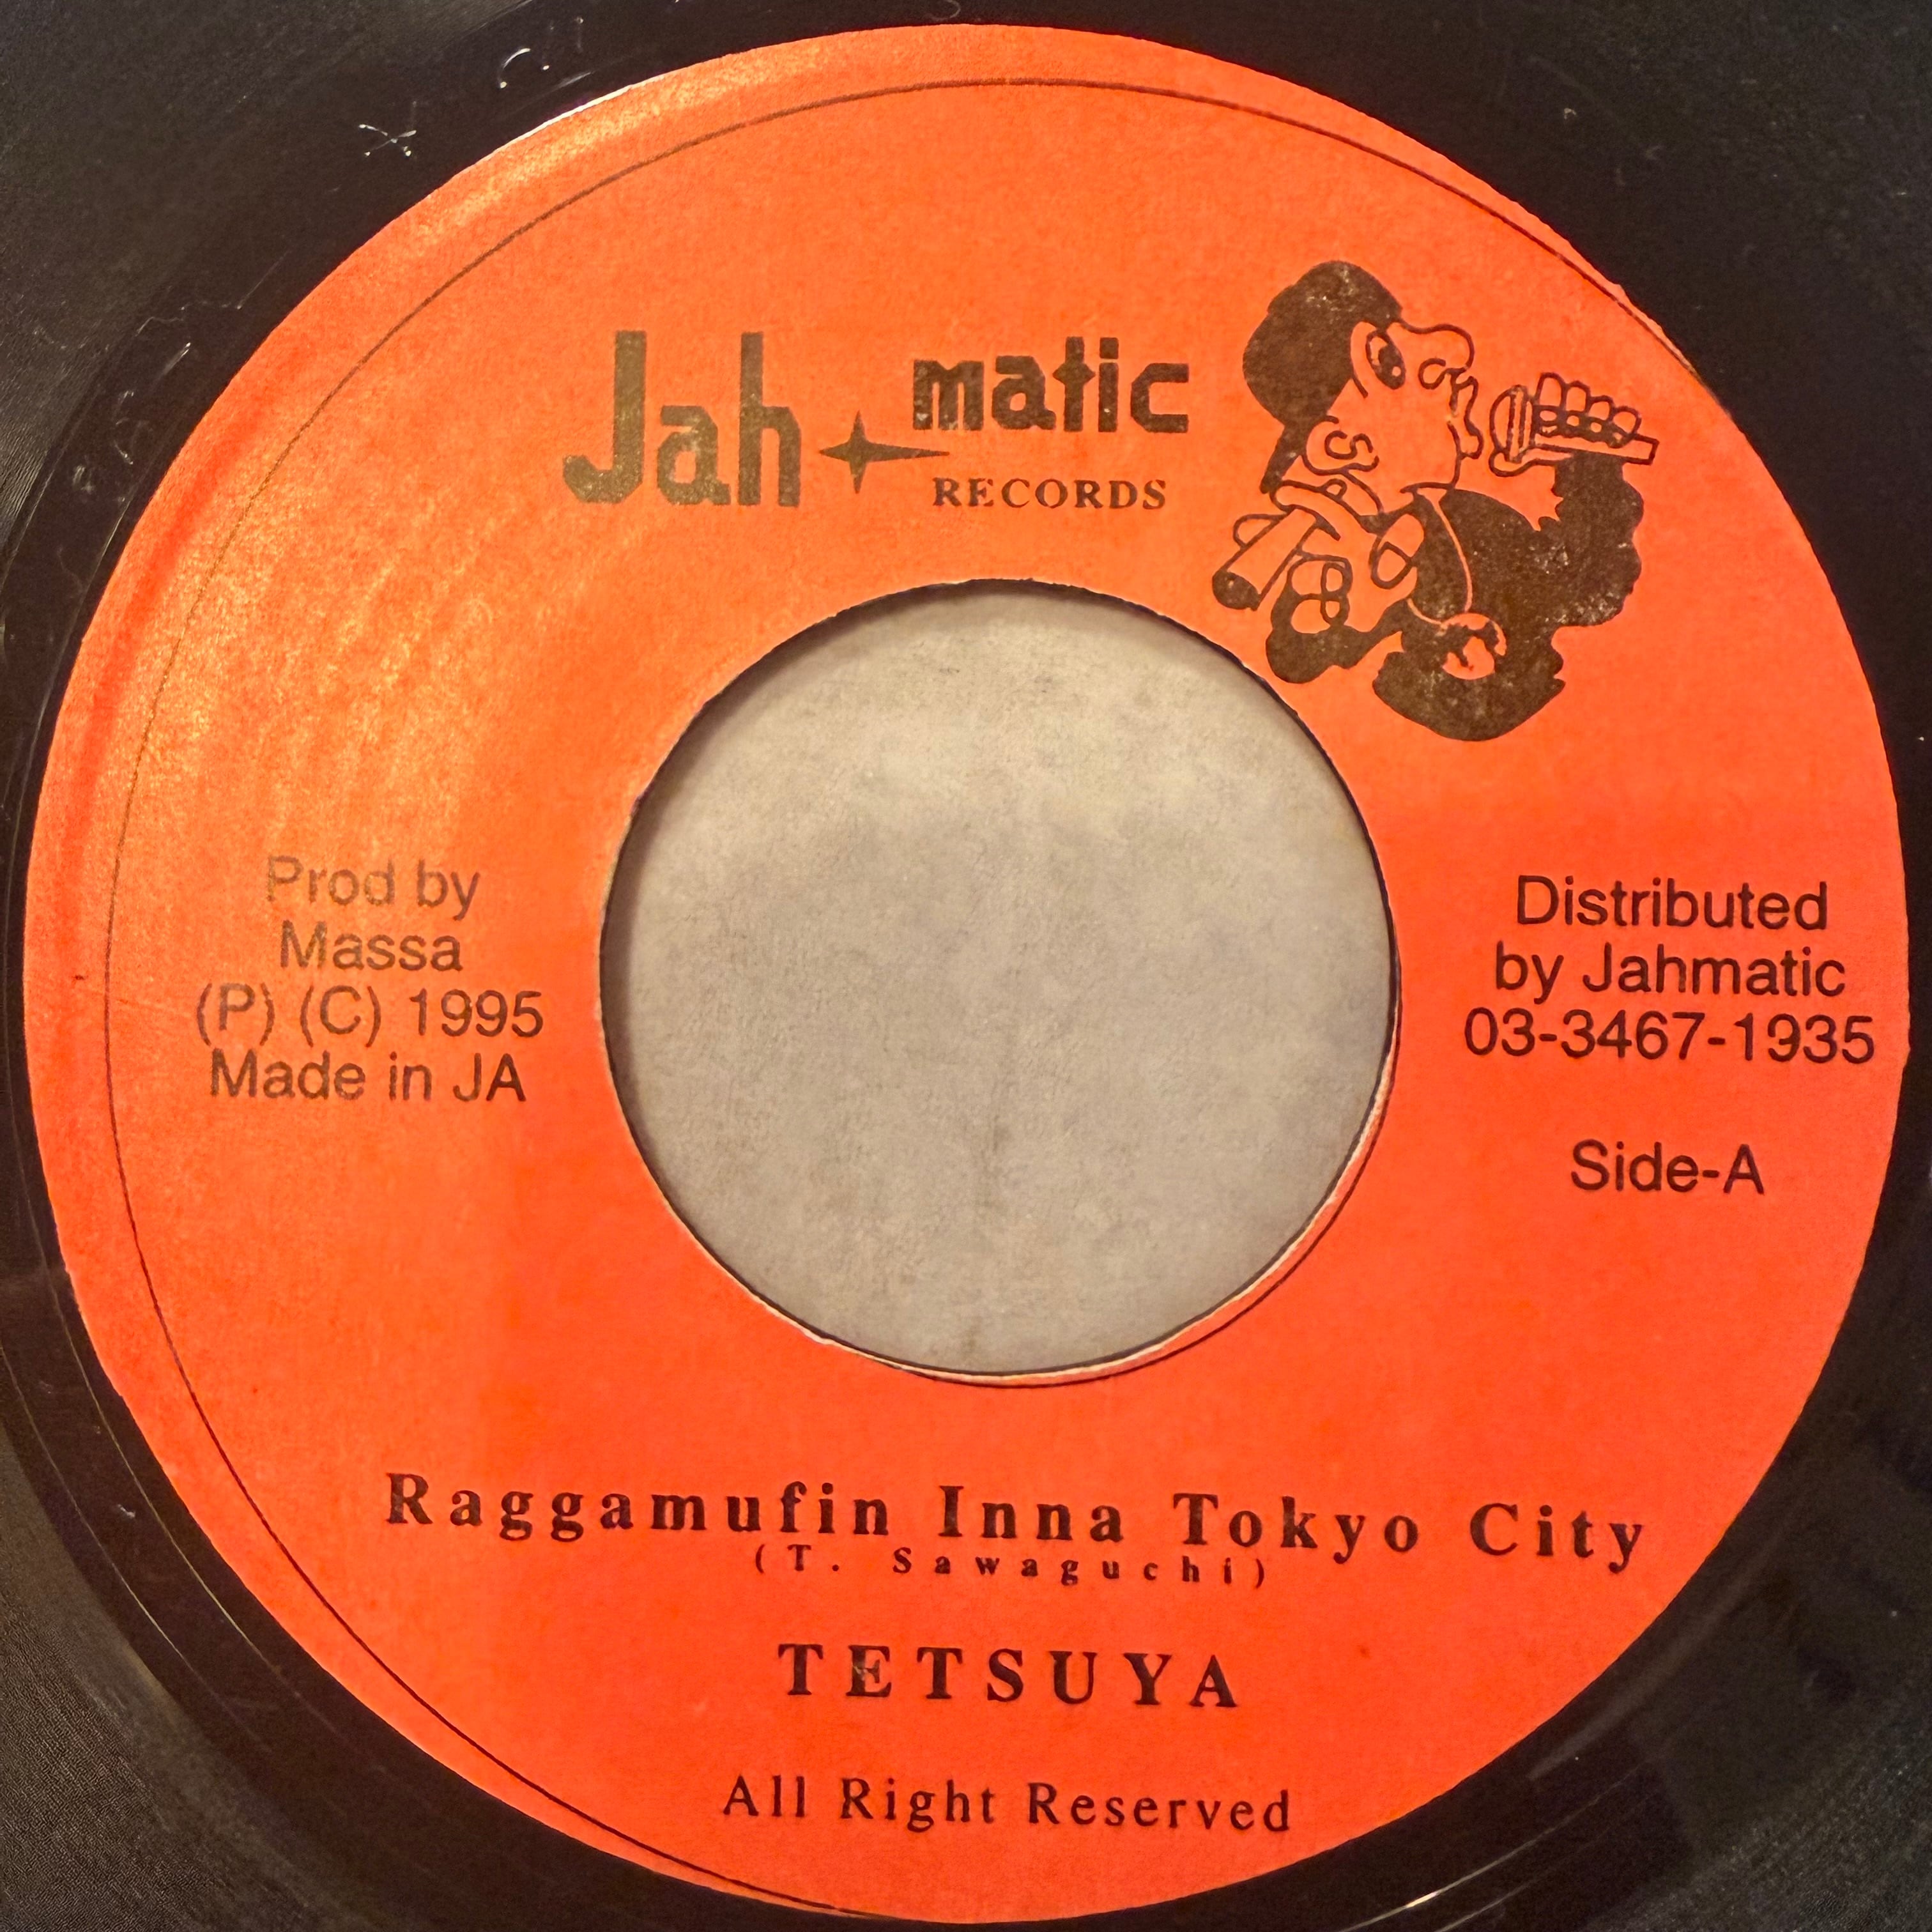 Jah matic
RECORDS
Prod by
Massa
(P) (C) 1995
Made in JA
Distributed
by Jahmatic
03-3467-1935
Side-A
Raggamufin Inna Tokyo City
(T. Sawaguchi)
TETSUYA
All Right Reserved